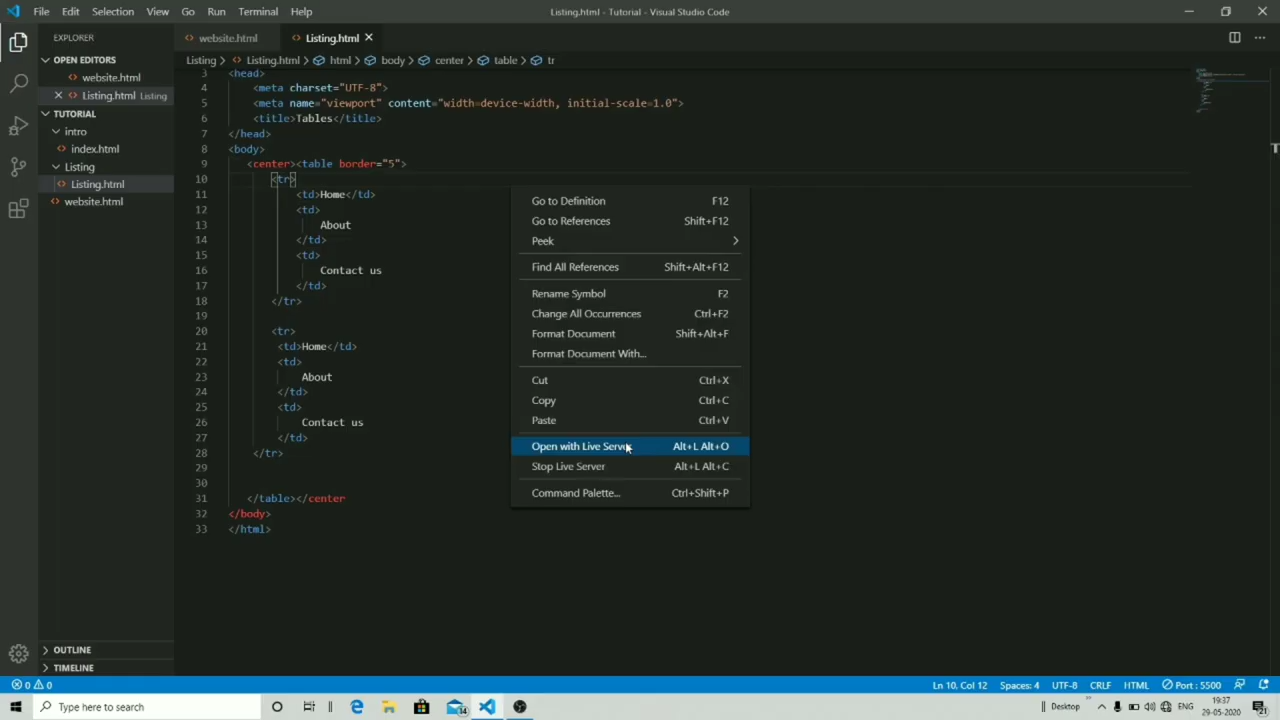 File Edit Selection View Go Run Terminal Help
Listing.html - Tutorial - Visual Studio Code
EXPLORER
website.html
Listing.html
OPEN EDITORS
website.html
Listing.html Listing
TUTORIAL
intro
index.html
Listing
Listing.html
website.html
OUTLINE
TIMELINE
Listing > Listing.html > html > body > center > table > tr
3 <head>
4 <meta charset="UTF-8">
5 <meta name="viewport" content="width=device-width, initial-scale=1.0">
6 <title>Tables</title>
7 </head>
8 <body>
9 <center><table border="5">
10 <tr>
11 <td>Home</td>
12 <td>
13 About
14 </td>
15 <td>
16 Contact us
17 </td>
18 </tr>
19
20 <tr>
21 <td>Home</td>
22 <td>
23 About
24 </td>
25 <td>
26 Contact us
27 </td>
28 </tr>
29
30
31 </table></center
32 </body>
33 </html>
Go to Definition F12
Go to References Shift+F12
Peek
Find All References Shift+Alt+F12
Rename Symbol F2
Change All Occurrences Ctrl+F2
Format Document Shift+Alt+F
Format Document With...
Cut Ctrl+X
Copy Ctrl+C
Paste Ctrl+V
Open with Live Server Alt+L Alt+O
Stop Live Server Alt+L Alt+C
Command Palette... Ctrl+Shift+P
0 0
Ln 10, Col 12 Spaces: 4 UTF-8 CRLF HTML Port : 5500
Type here to search
14
Desktop
ENG
19:37
29-05-2020
21